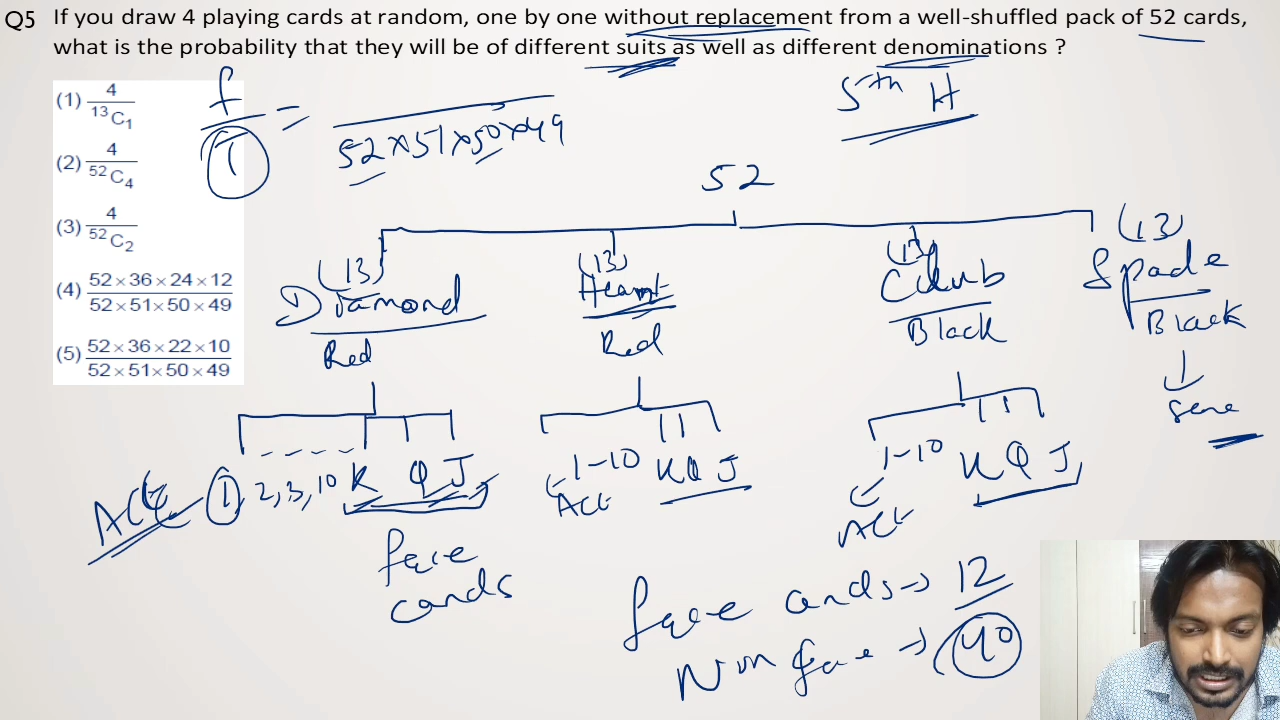 Q5 If you draw 4 playing cards at random, one by one without replacement from a well-shuffled pack of 52 cards,
what is the probability that they will be of different suits as well as different denominations ?
(1) 4 / ¹³C₁
(2) 4 / ⁵²C₄
(3) 4 / ⁵²C₂
(4) 52×36×24×12 / 52×51×50×49
(5) 52×36×22×10 / 52×51×50×49
f / T = / 52×51×50×49
5th H
52
(13) (13) (13) (13)
Diamond Heart Club Spade
Red Red Black Black
Same
ACE 1, 2, 3, 10 K Q J
1-10 K Q J
ACE
1-10 K Q J
ACE
face
cards
face cards → 12
Non face → 40